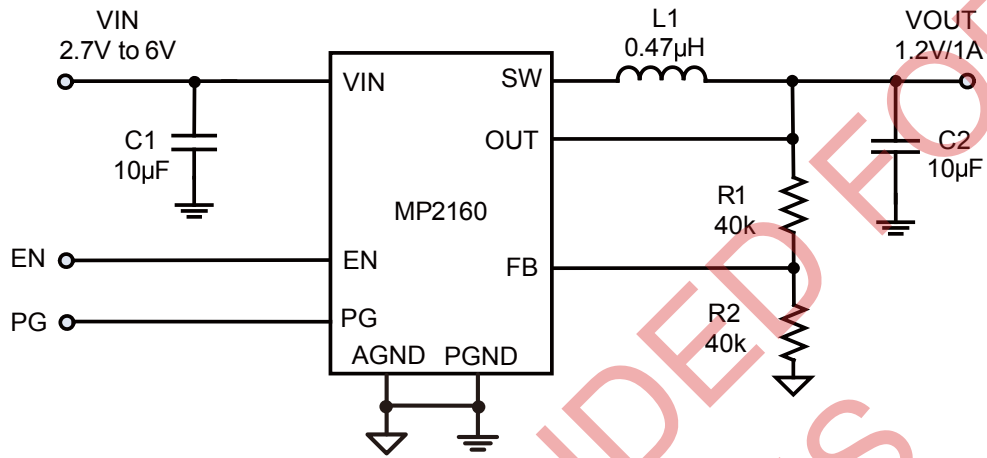 VIN
2.7V to 6V
C1
10µF
EN
PG
VIN
SW
OUT
MP2160
EN
FB
PG
AGND PGND
L1
0.47µH
VOUT
1.2V/1A
C2
10µF
R1
40k
R2
40k